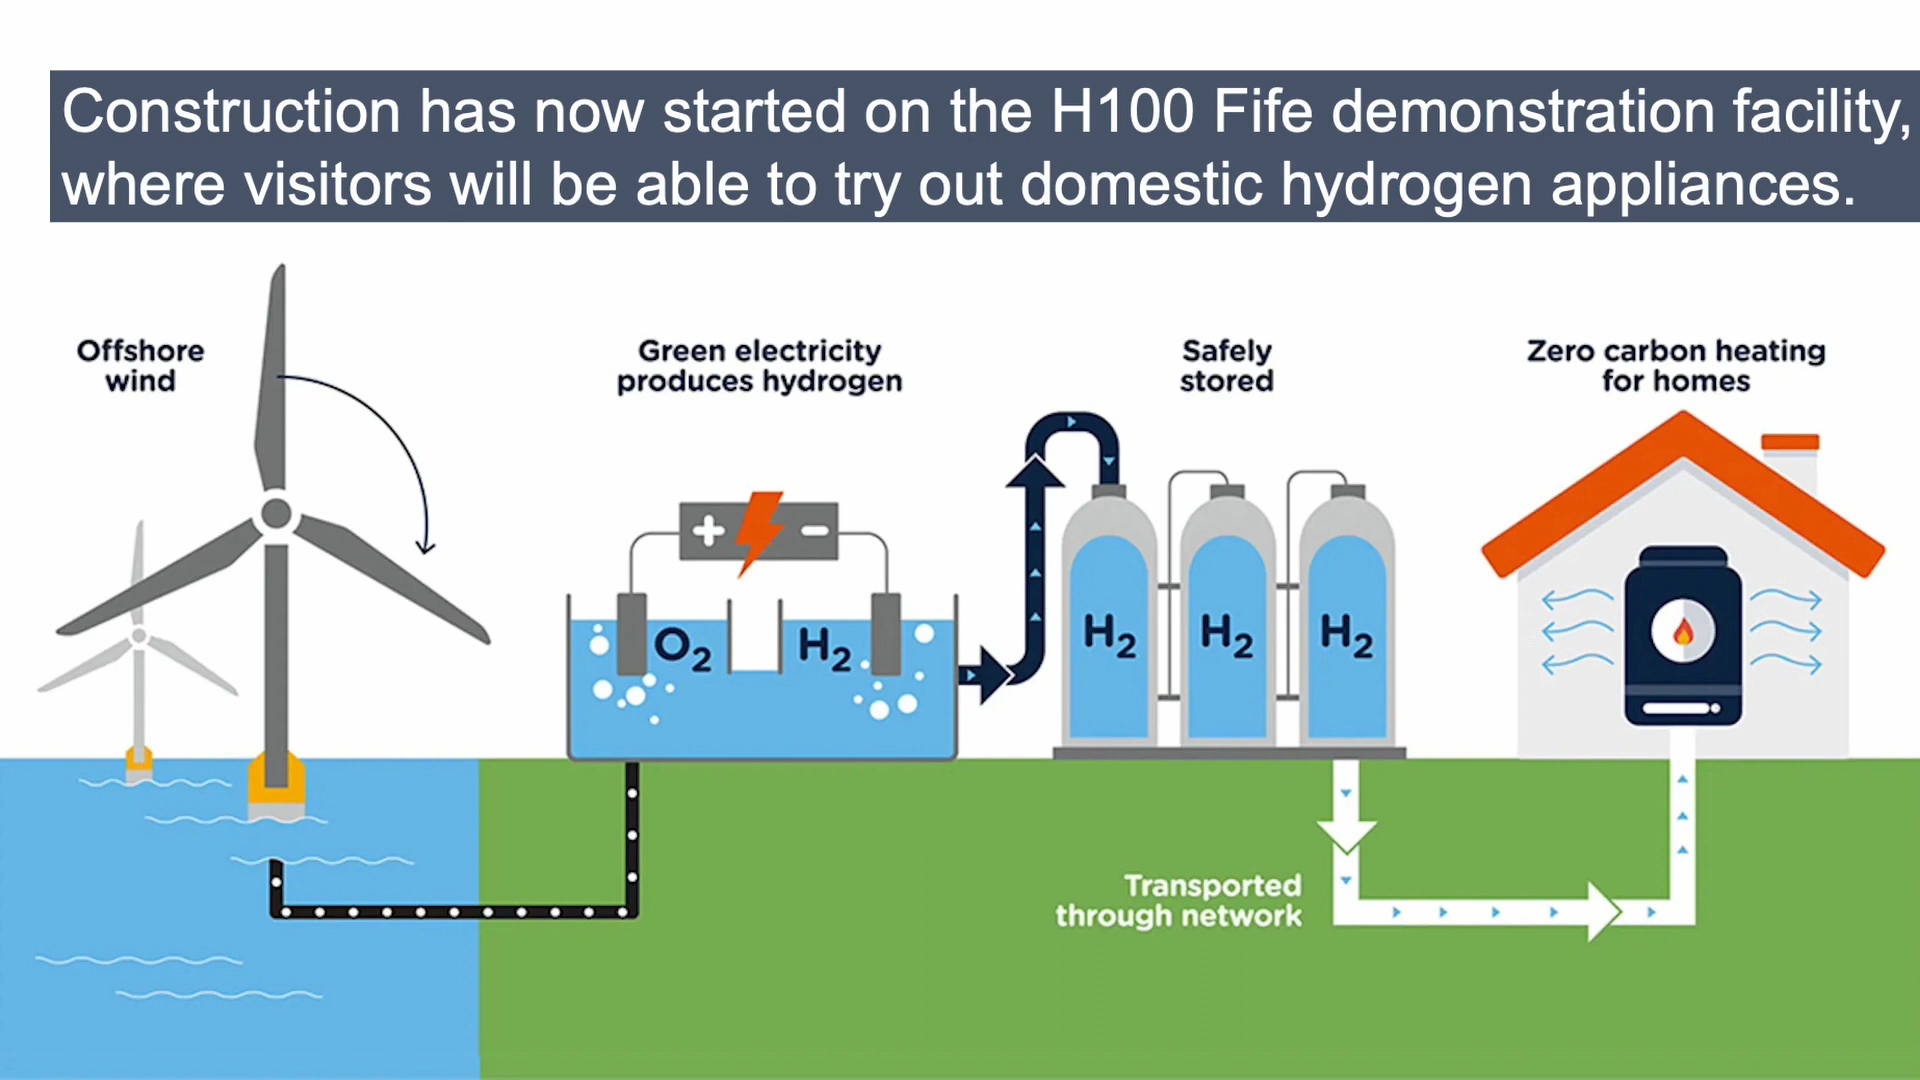 Construction has now started on the H100 Fife demonstration facility,
where visitors will be able to try out domestic hydrogen appliances.
Offshore
wind
Green electricity
produces hydrogen
Safely
stored
Zero carbon heating
for homes
+ -
O₂ H₂
H₂ H₂ H₂
Transported
through network